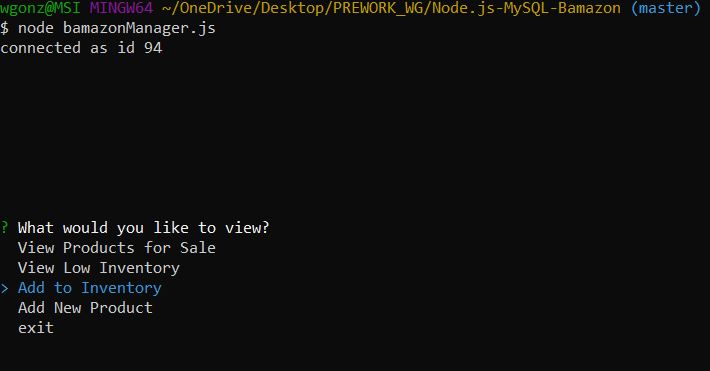 wgonz@MSI MINGW64 ~/OneDrive/Desktop/PREWORK_WG/Node.js-MySQL-Bamazon (master)
$ node bamazonManager.js
connected as id 94
? What would you like to view?
View Products for Sale
View Low Inventory
> Add to Inventory
Add New Product
exit